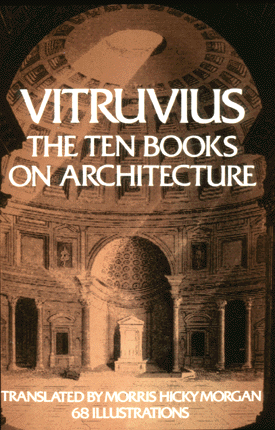 VITRUVIUS
THE TEN BOOKS
ON ARCHITECTURE
TRANSLATED BY MORRIS HICKY MORGAN
68 ILLUSTRATIONS